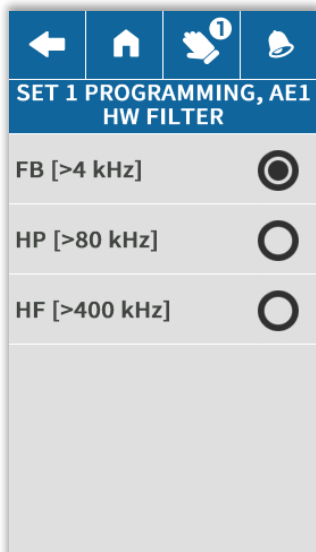 1
SET 1 PROGRAMMING, AE1
HW FILTER
FB [>4 kHz]
HP [>80 kHz]
HF [>400 kHz]